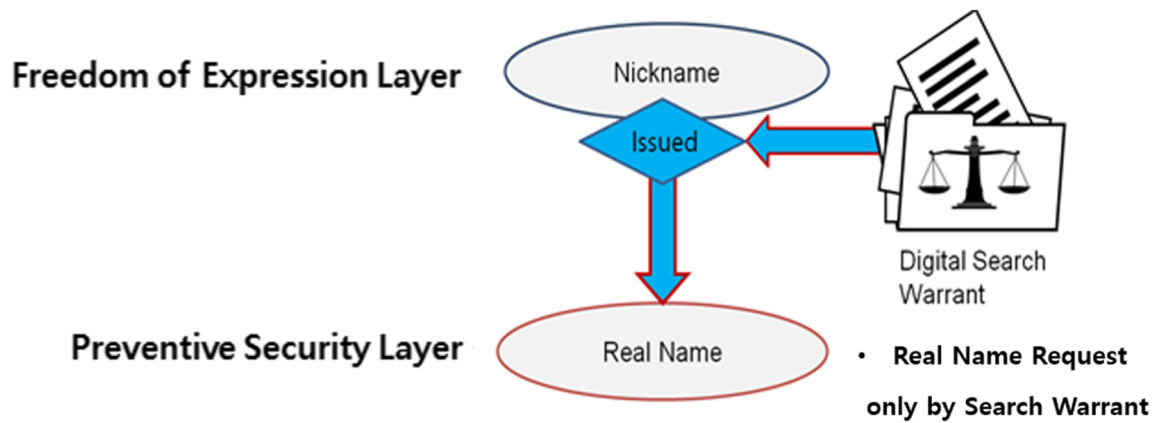 Nickname
Freedom of Expression Layer
Issued
Digital Search
Warrant
Preventive Security Layer
Real Name
• Real Name Request
only by Search Warrant